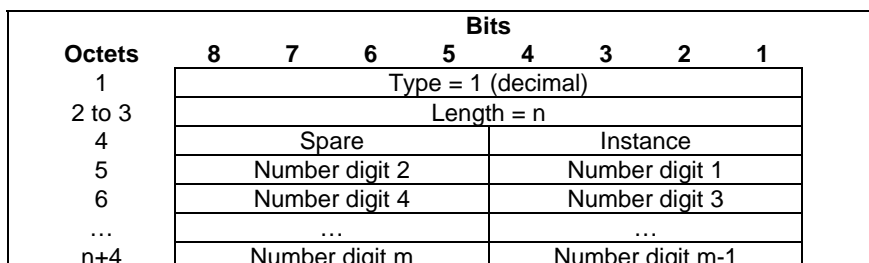 Bits
Octets 8 7 6 5 4 3 2 1
1 Type = 1 (decimal)
2 to 3 Length = n
4 Spare Instance
5 Number digit 2 Number digit 1
6 Number digit 4 Number digit 3
… … …
n+4 Number digit m Number digit m-1